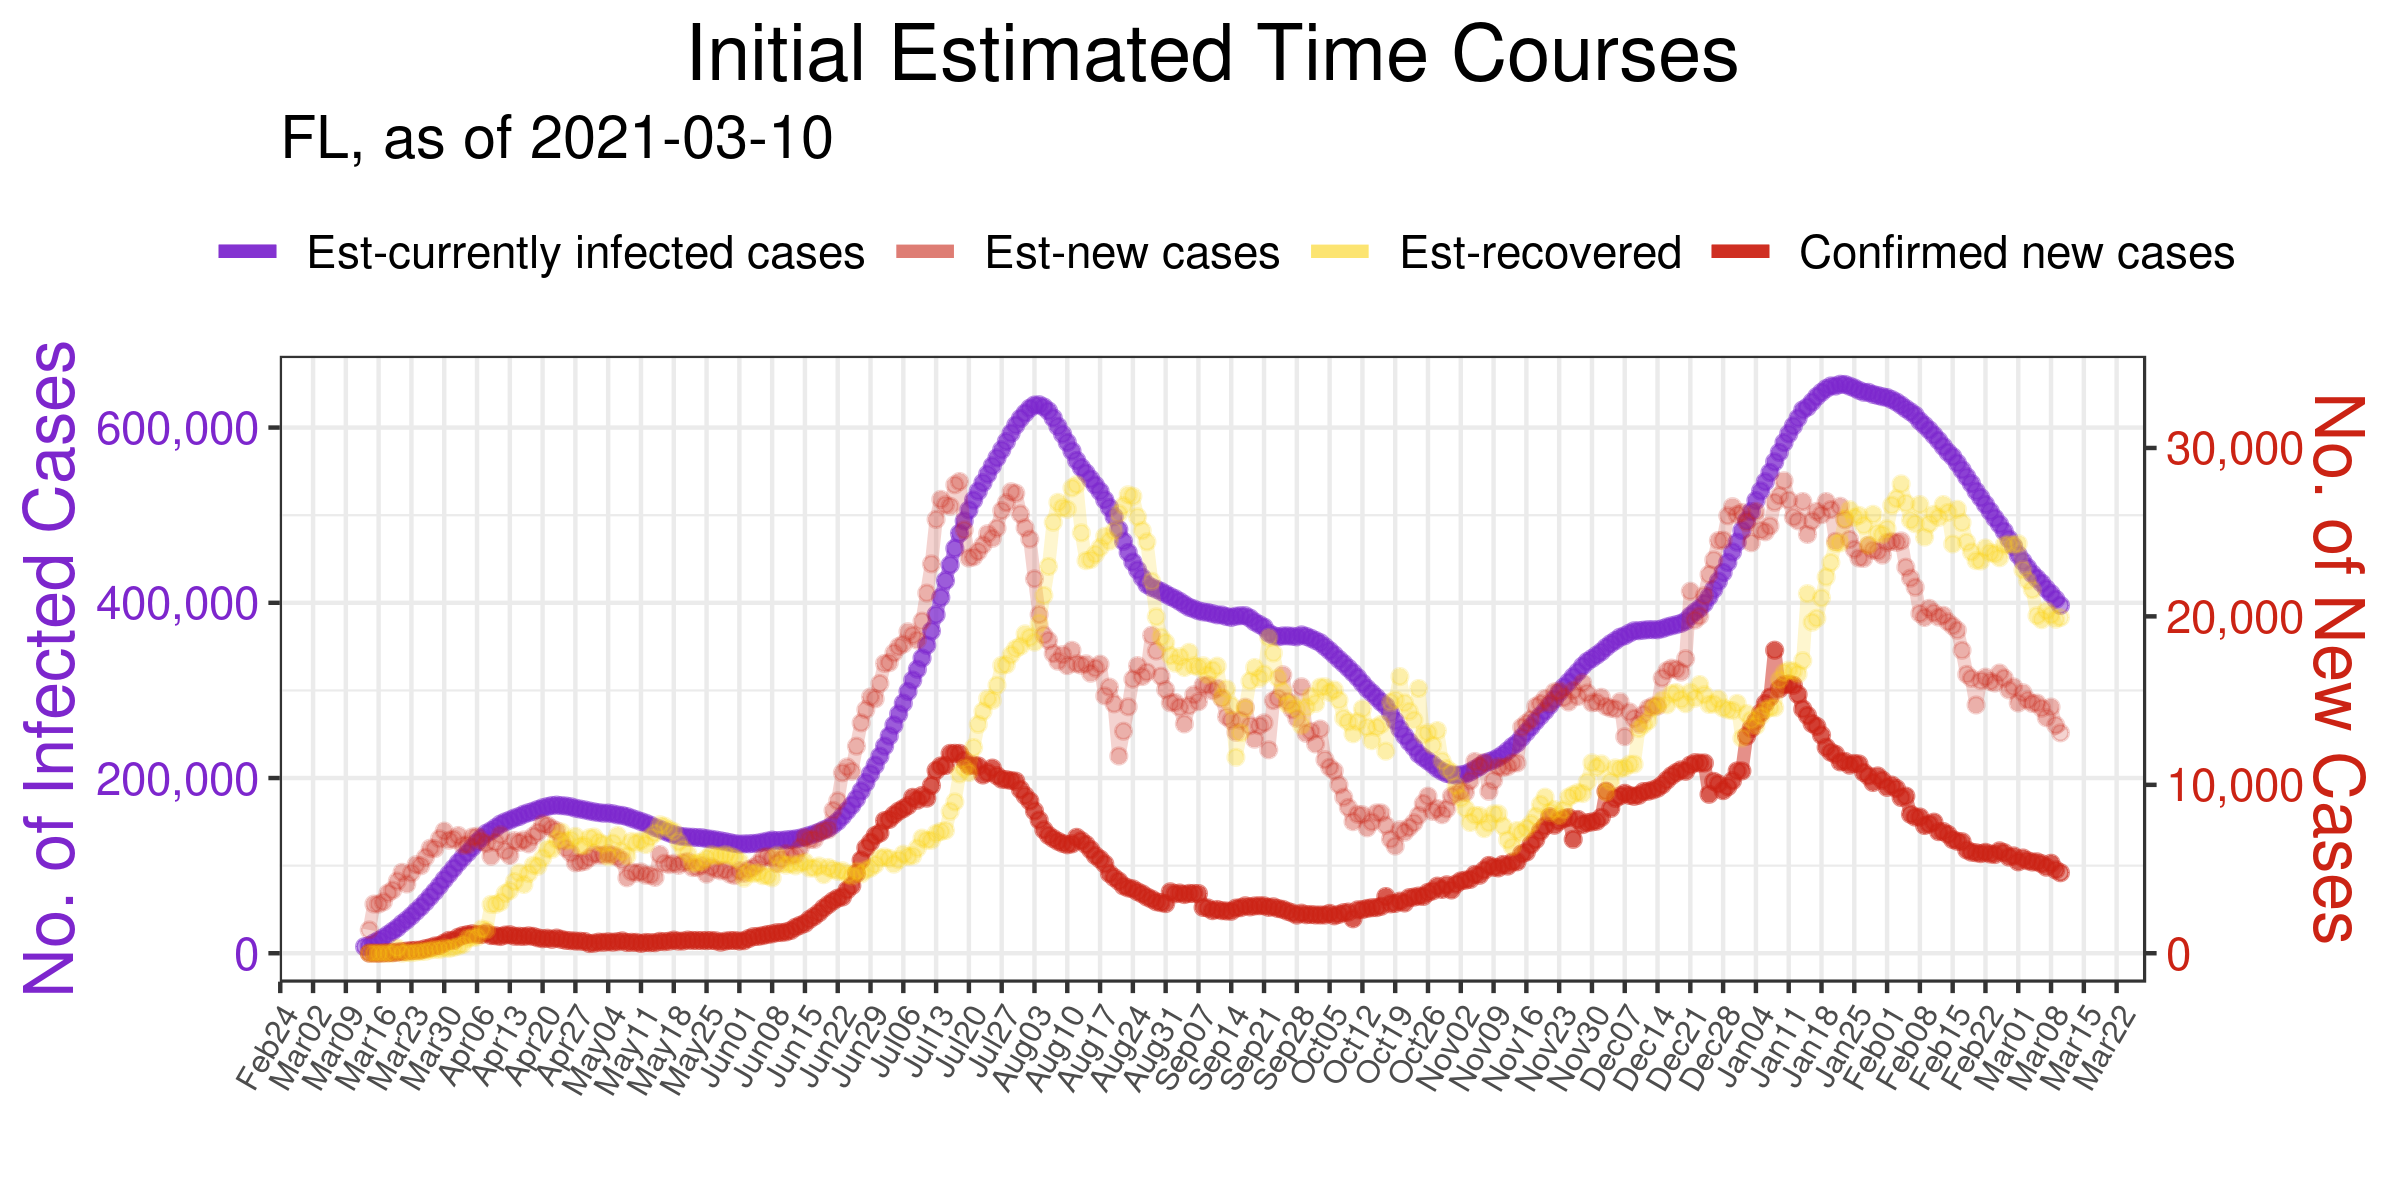 Initial Estimated Time Courses
FL, as of 2021-03-10
Est-currently infected cases
Est-new cases
Est-recovered
Confirmed new cases
No. of Infected Cases
600,000
400,000
200,000
0
30,000
20,000
10,000
0
No. of New Cases
Feb24
Mar02
Mar09
Mar16
Mar23
Mar30
Apr06
Apr13
Apr20
Apr27
May04
May11
May18
May25
Jun01
Jun08
Jun15
Jun22
Jun29
Jul06
Jul13
Jul20
Jul27
Aug03
Aug10
Aug17
Aug24
Aug31
Sep07
Sep14
Sep21
Sep28
Oct05
Oct12
Oct19
Oct26
Nov02
Nov09
Nov16
Nov23
Nov30
Dec07
Dec14
Dec21
Dec28
Jan04
Jan11
Jan18
Jan25
Feb01
Feb08
Feb15
Feb22
Mar01
Mar08
Mar15
Mar22